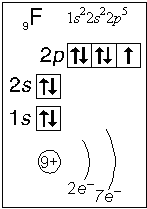 ₉F 1s²2s²2p⁵
2p
2s
1s
9+
2e⁻ 7e⁻